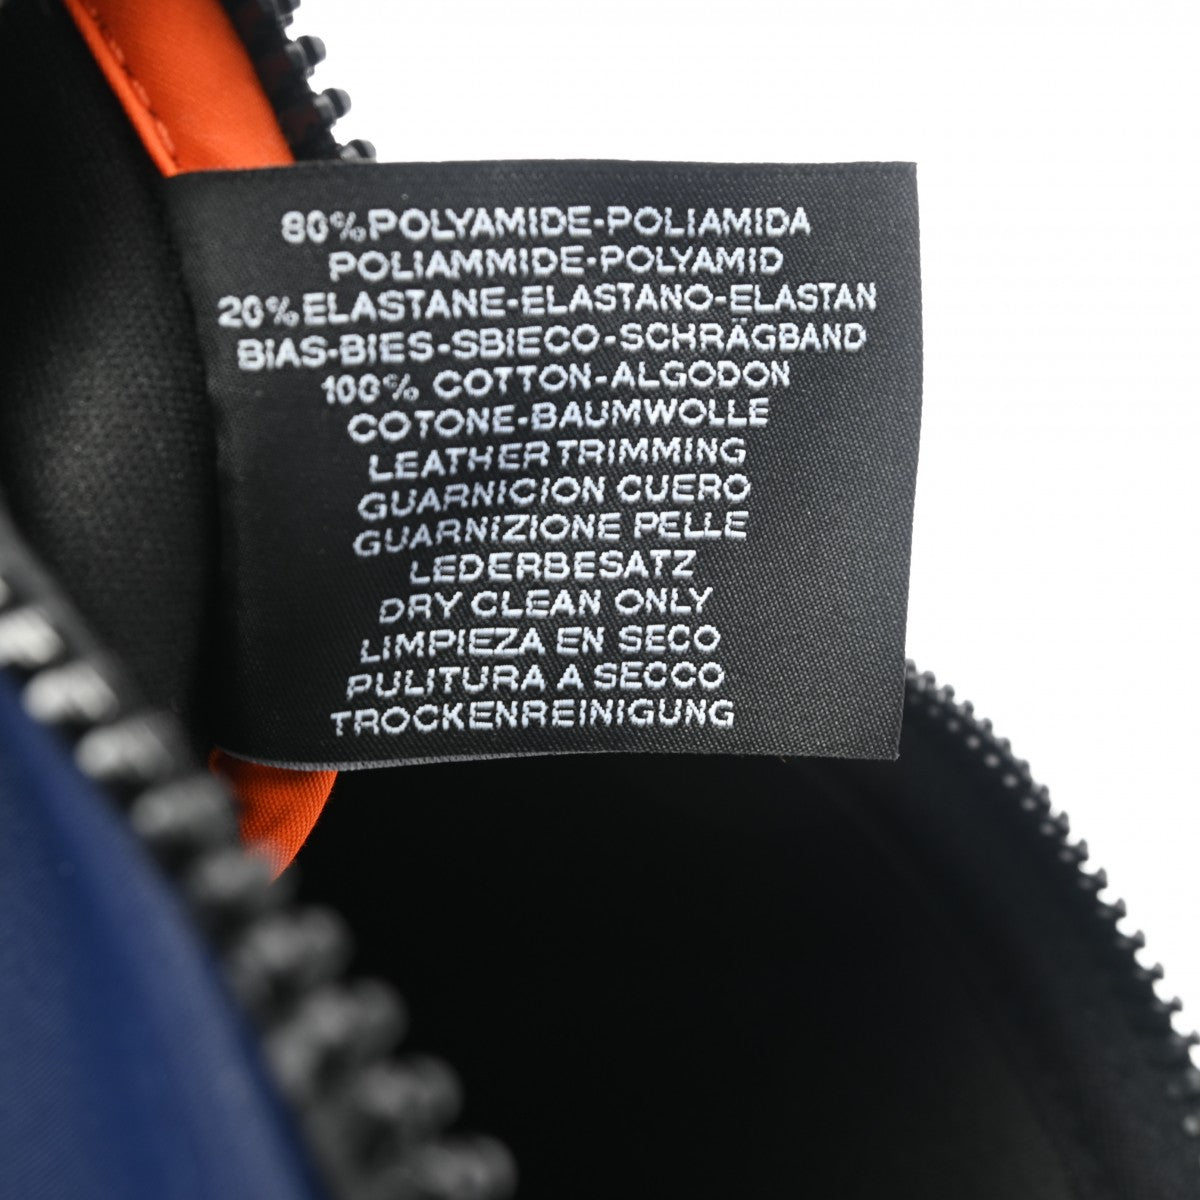 80%POLYAMIDE-POLIAMIDA
POLIAMMIDE-POLYAMID
20%ELASTANE-ELASTANO-ELASTAN
BIAS-BIES-SBIECO-SCHRÄGBAND
100% COTTON-ALGODON
COTONE-BAUMWOLLE
LEATHER TRIMMING
GUARNICION CUERO
GUARNIZIONE PELLE
LEDERBESATZ
DRY CLEAN ONLY
LIMPIEZA EN SECO
PULITURA A SECCO
TROCKENREINIGUNG